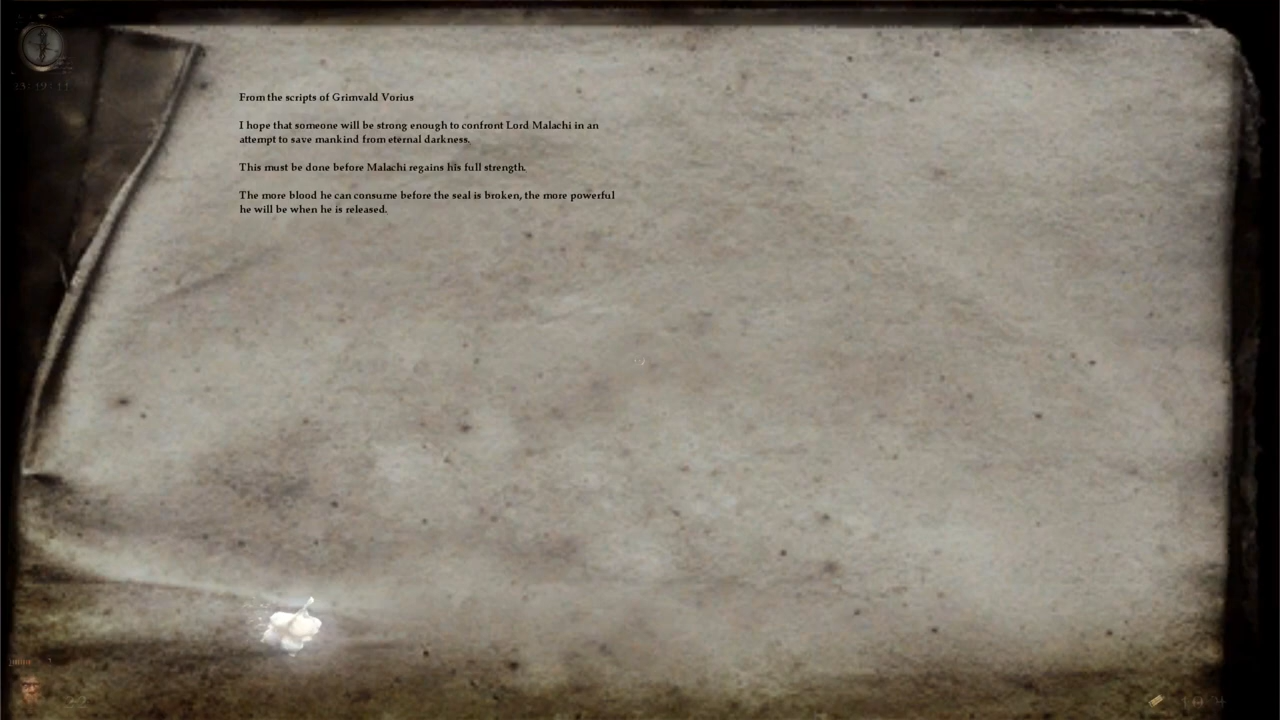 From the scripts of Grimvald Vorius
I hope that someone will be strong enough to confront Lord Malachi in an
attempt to save mankind from eternal darkness.
This must be done before Malachi regains his full strength.
The more blood he can consume before the seal is broken, the more powerful
he will be when he is released.